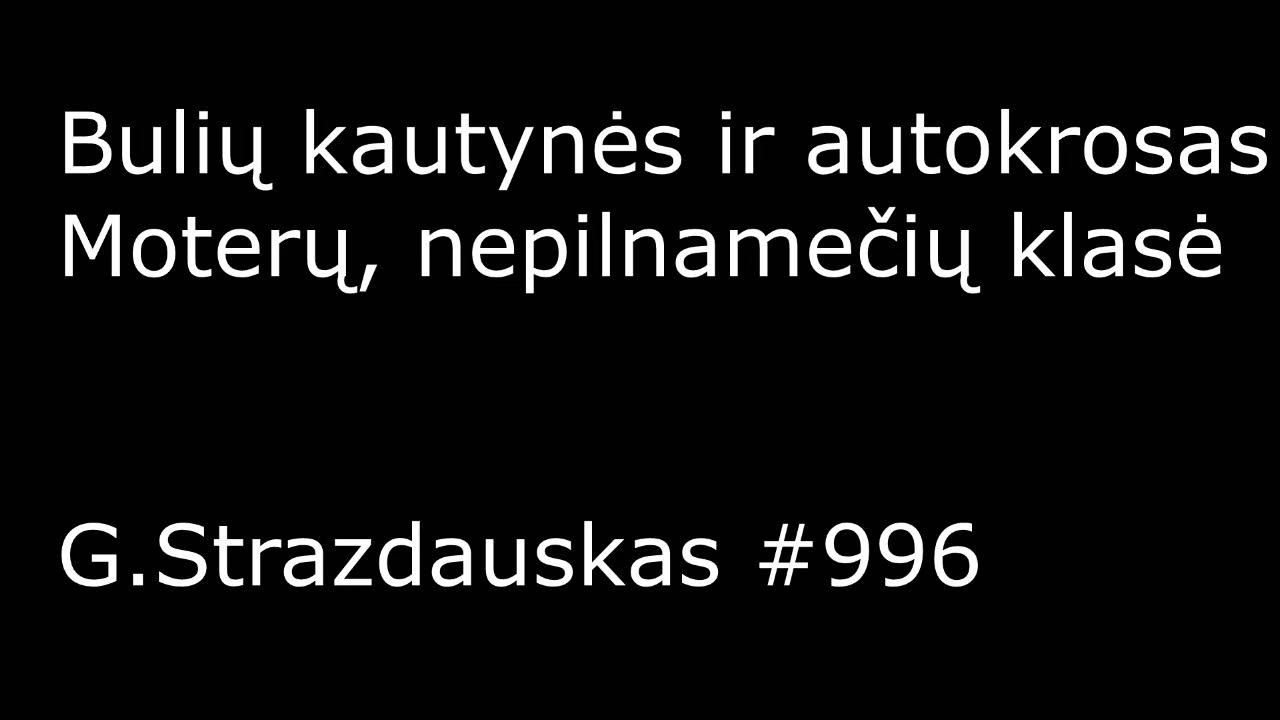 Bulių kautynės ir autokrosas
Moterų, nepilnamečių klasė
G.Strazdauskas #996